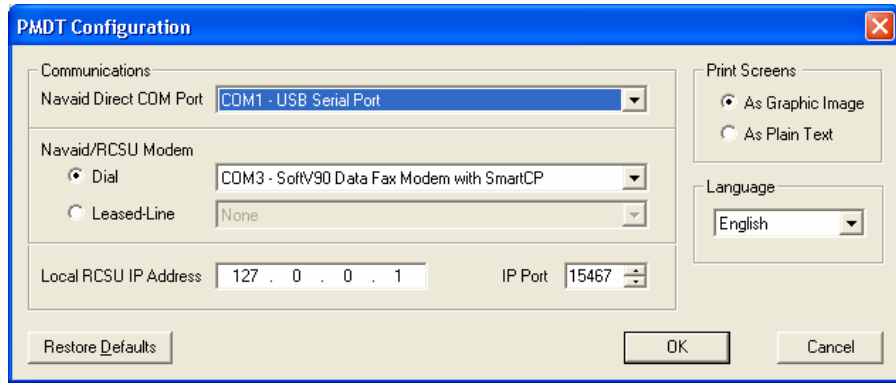 PMDT Configuration
Communications
Navaid Direct COM Port COM1 - USB Serial Port
Navaid/RCSU Modem
Dial COM3 - SoftV90 Data Fax Modem with SmartCP
Leased-Line None
Local RCSU IP Address 127 . 0 . 0 . 1 IP Port 15467
Print Screens
As Graphic Image
As Plain Text
Language
English
Restore Defaults OK Cancel